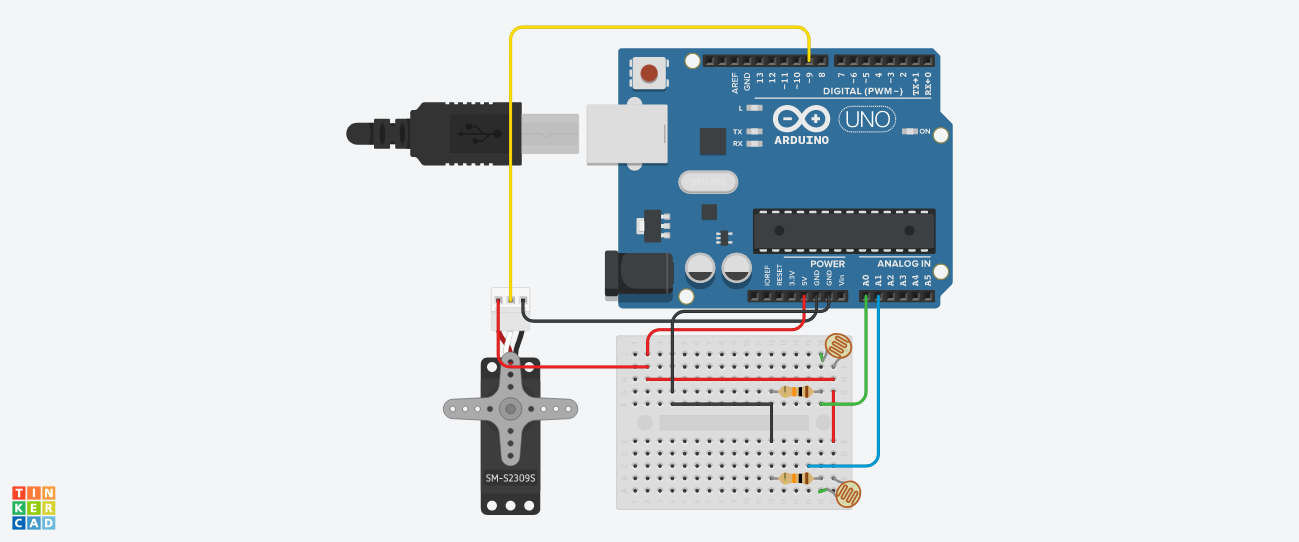 AREF
GND
13
12
~11
~10
~9
8
7
~6
~5
4
~3
2
TX→1
RX←0
DIGITAL (PWM~)
L
TX
RX
UNO
ON
ARDUINO
POWER
ANALOG IN
IOREF
RESET
3.3V
5V
GND
GND
Vin
A0
A1
A2
A3
A4
A5
SM-S2309S
TIN
KER
CAD